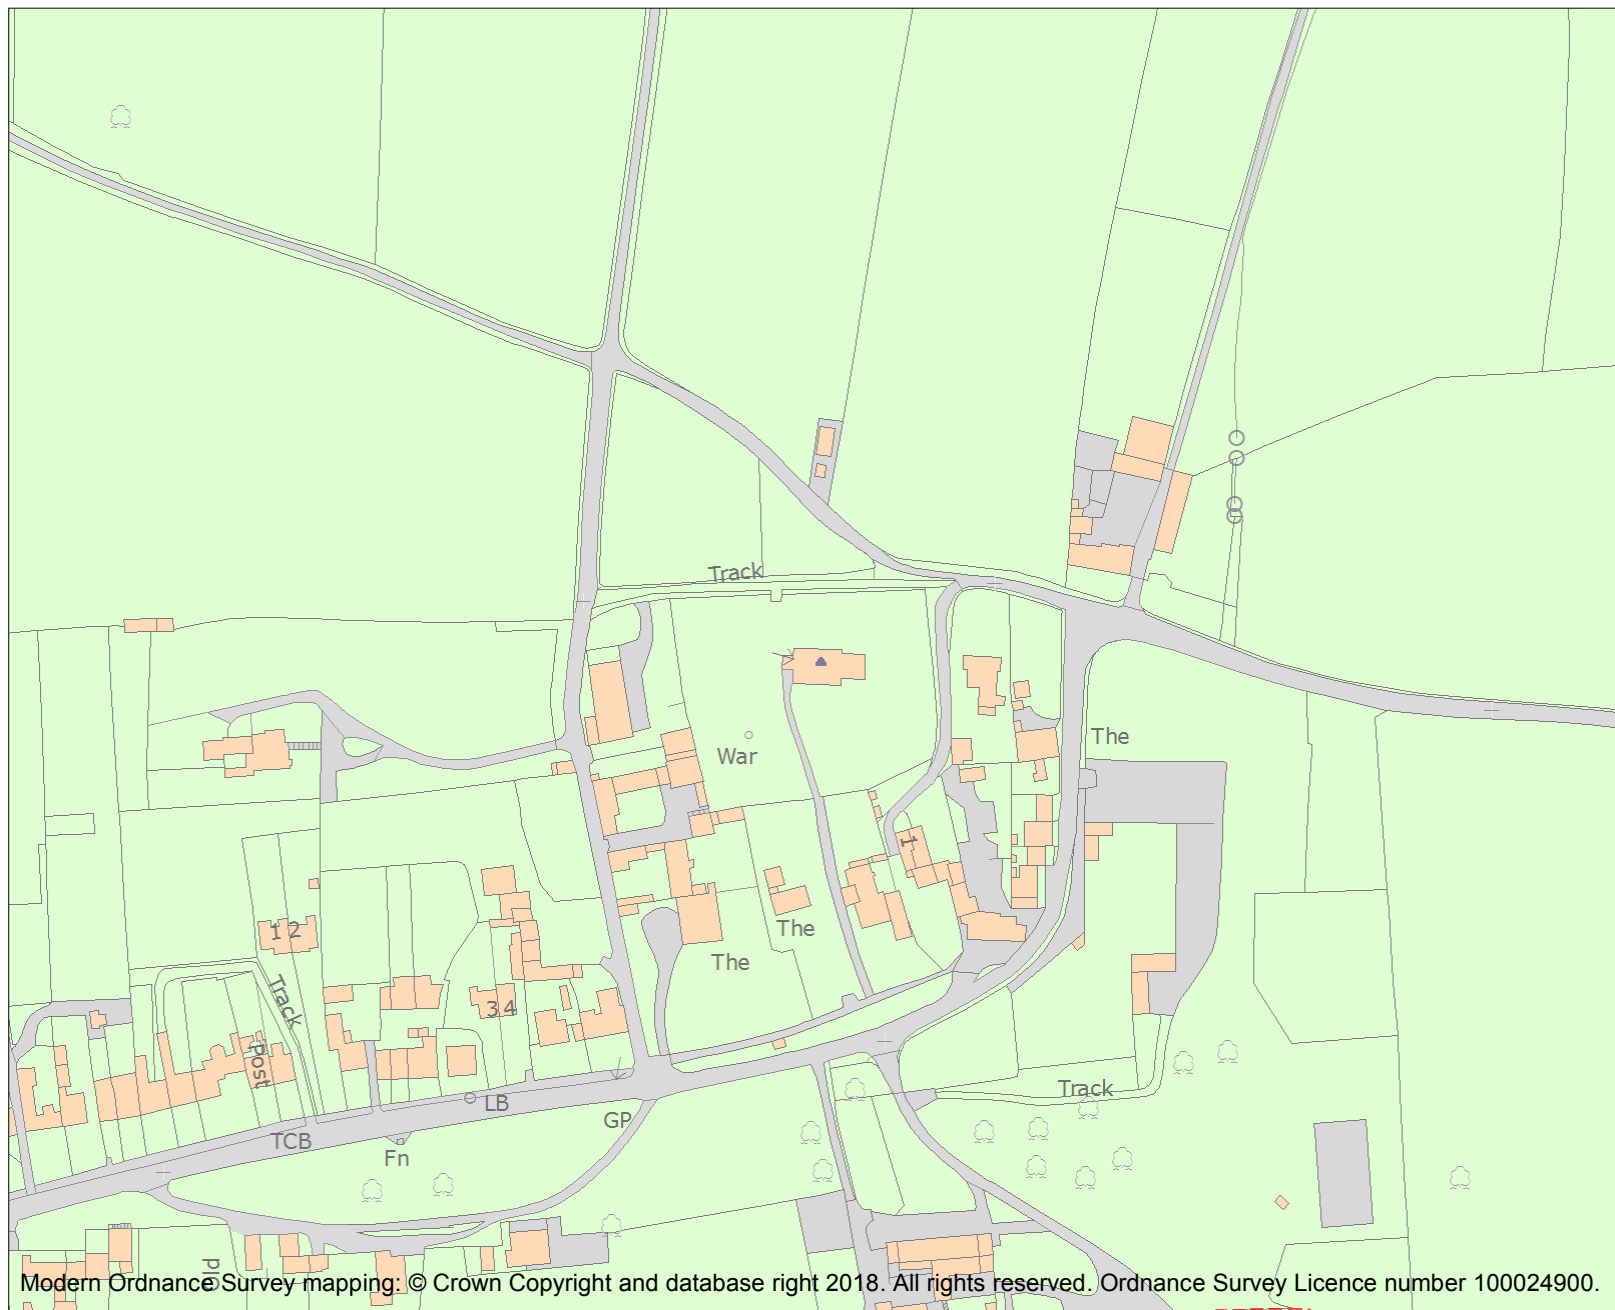 Track
War
The
1
The
The
1 2
Track
3 4
Post
LB
TCB
GP
Fn
Track
Old
Modern Ordnance Survey mapping: © Crown Copyright and database right 2018. All rights reserved. Ordnance Survey Licence number 100024900.